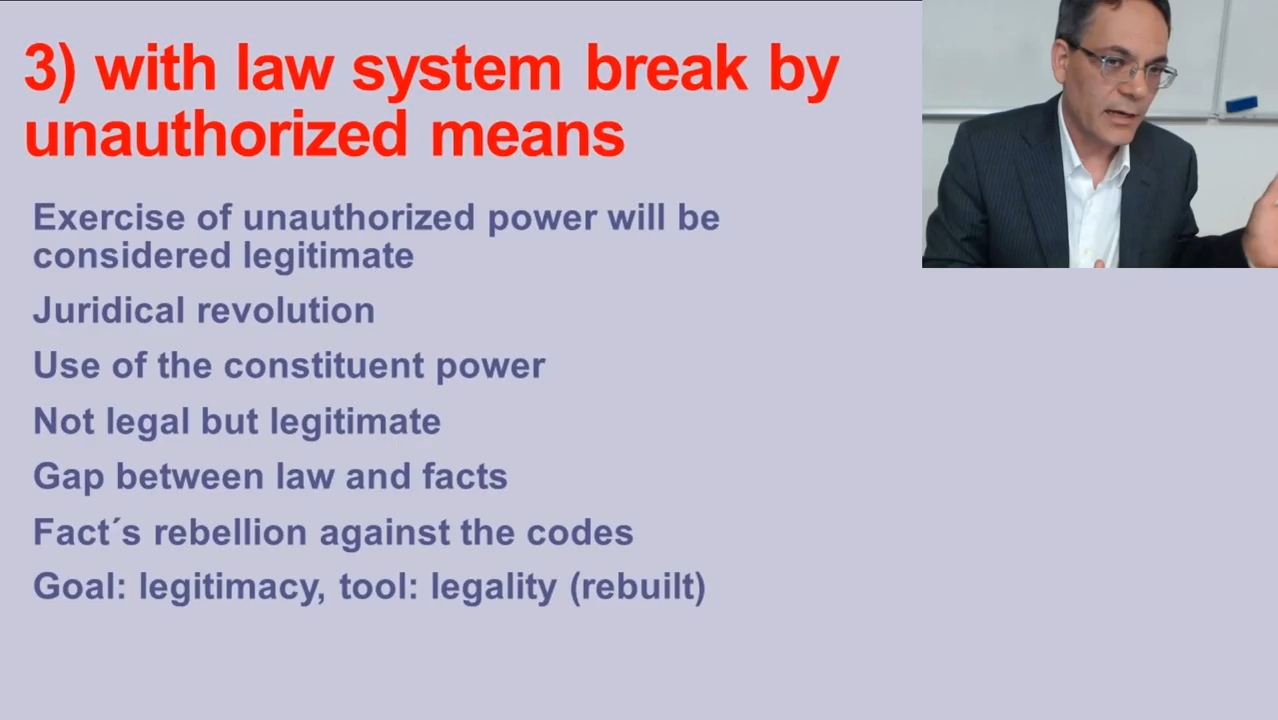 3) with law system break by
unauthorized means
Exercise of unauthorized power will be
considered legitimate
Juridical revolution
Use of the constituent power
Not legal but legitimate
Gap between law and facts
Fact´s rebellion against the codes
Goal: legitimacy, tool: legality (rebuilt)